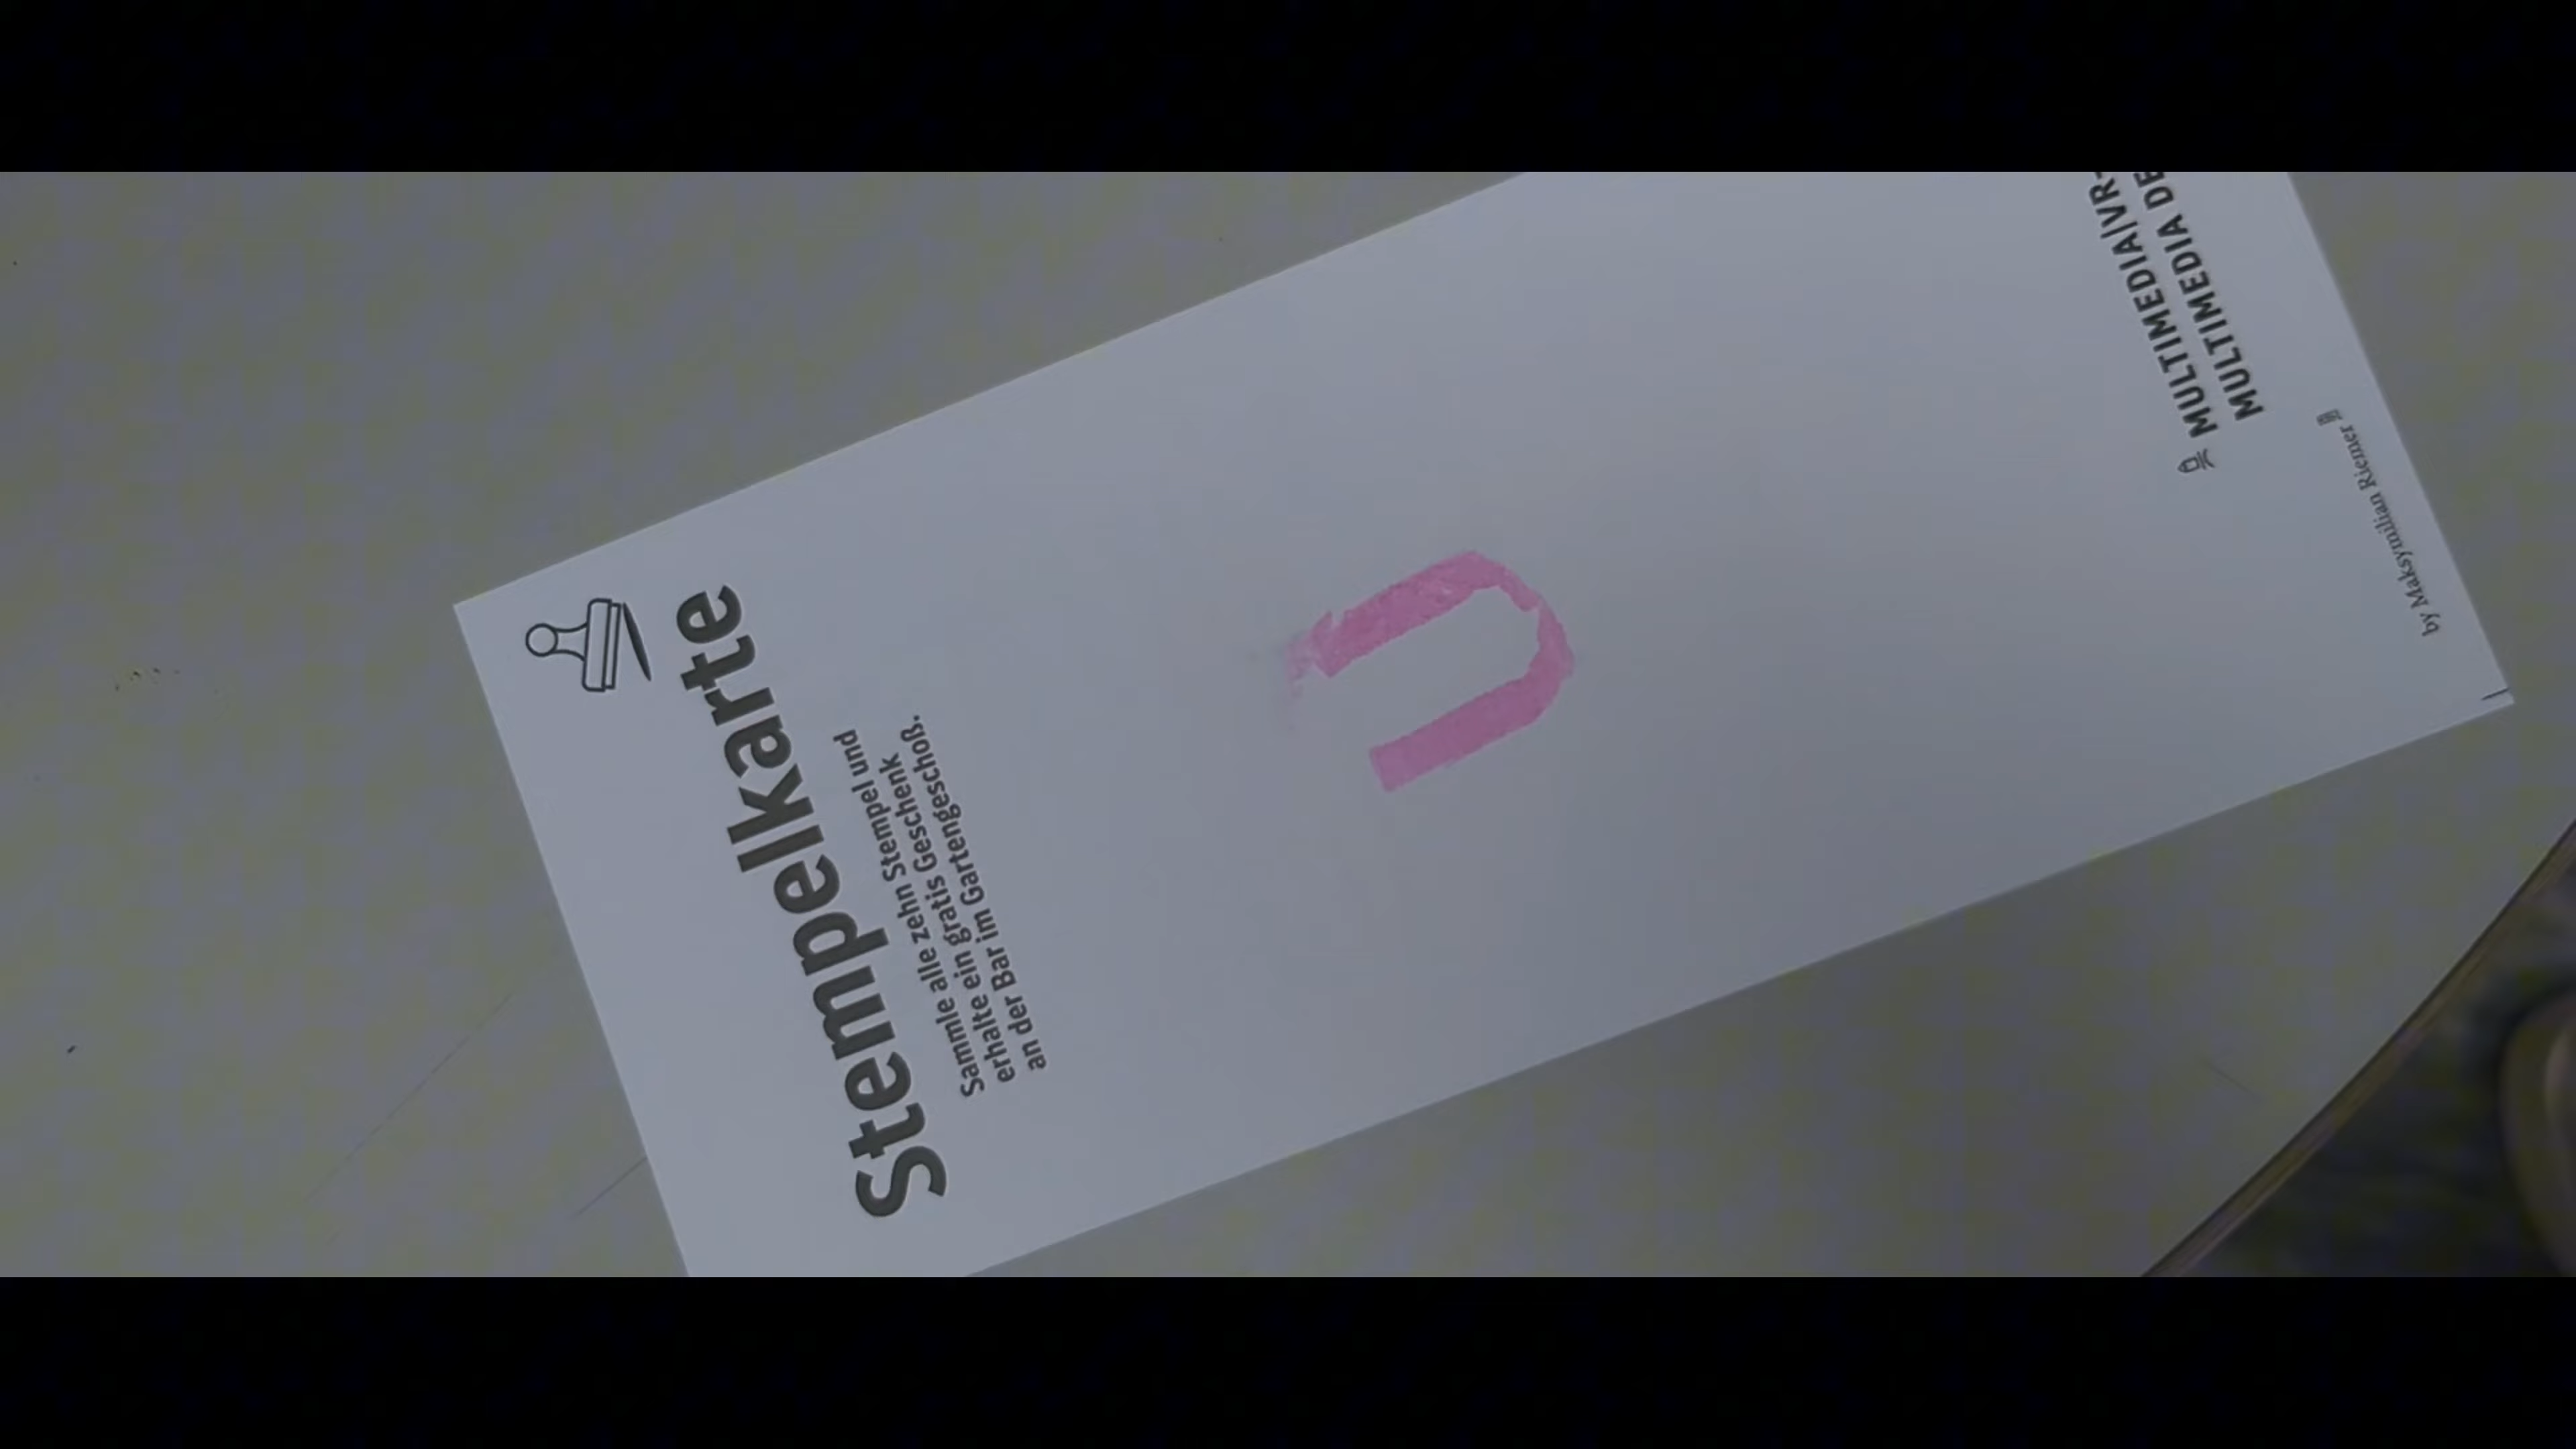 Stempelkarte
Sammle alle zehn Stempel und
erhalte ein gratis Geschenk
an der Bar im Gartengeschoß.
U
MULTIMEDIA|VR-
MULTIMEDIA DE
by Maksymilian Riemer